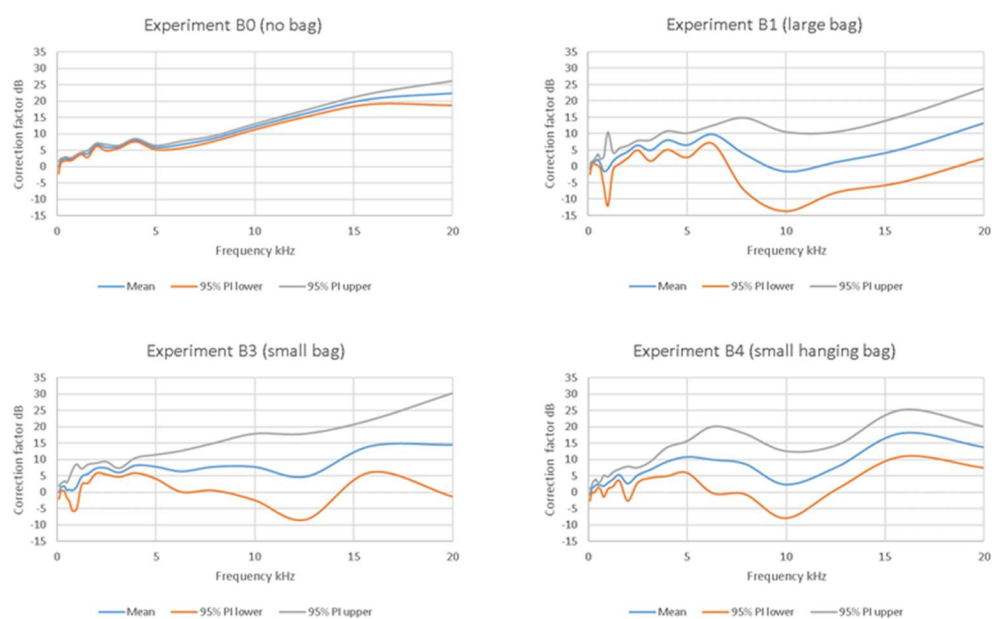 Experiment B0 (no bag)
Correction factor dB
35
30
25
20
15
10
5
0
-5
-10
-15
0 5 10 15 20
Frequency kHz
Mean 95% PI lower 95% PI upper
Experiment B1 (large bag)
Correction factor dB
35
30
25
20
15
10
5
0
-5
-10
-15
0 5 10 15 20
Frequency kHz
Mean 95% PI lower 95% PI upper
Experiment B3 (small bag)
Correction factor dB
35
30
25
20
15
10
5
0
-5
-10
-15
0 5 10 15 20
Frequency kHz
Mean 95% PI lower 95% PI upper
Experiment B4 (small hanging bag)
Correction factor dB
35
30
25
20
15
10
5
0
-5
-10
-15
0 5 10 15 20
Frequency kHz
Mean 95% PI lower 95% PI upper